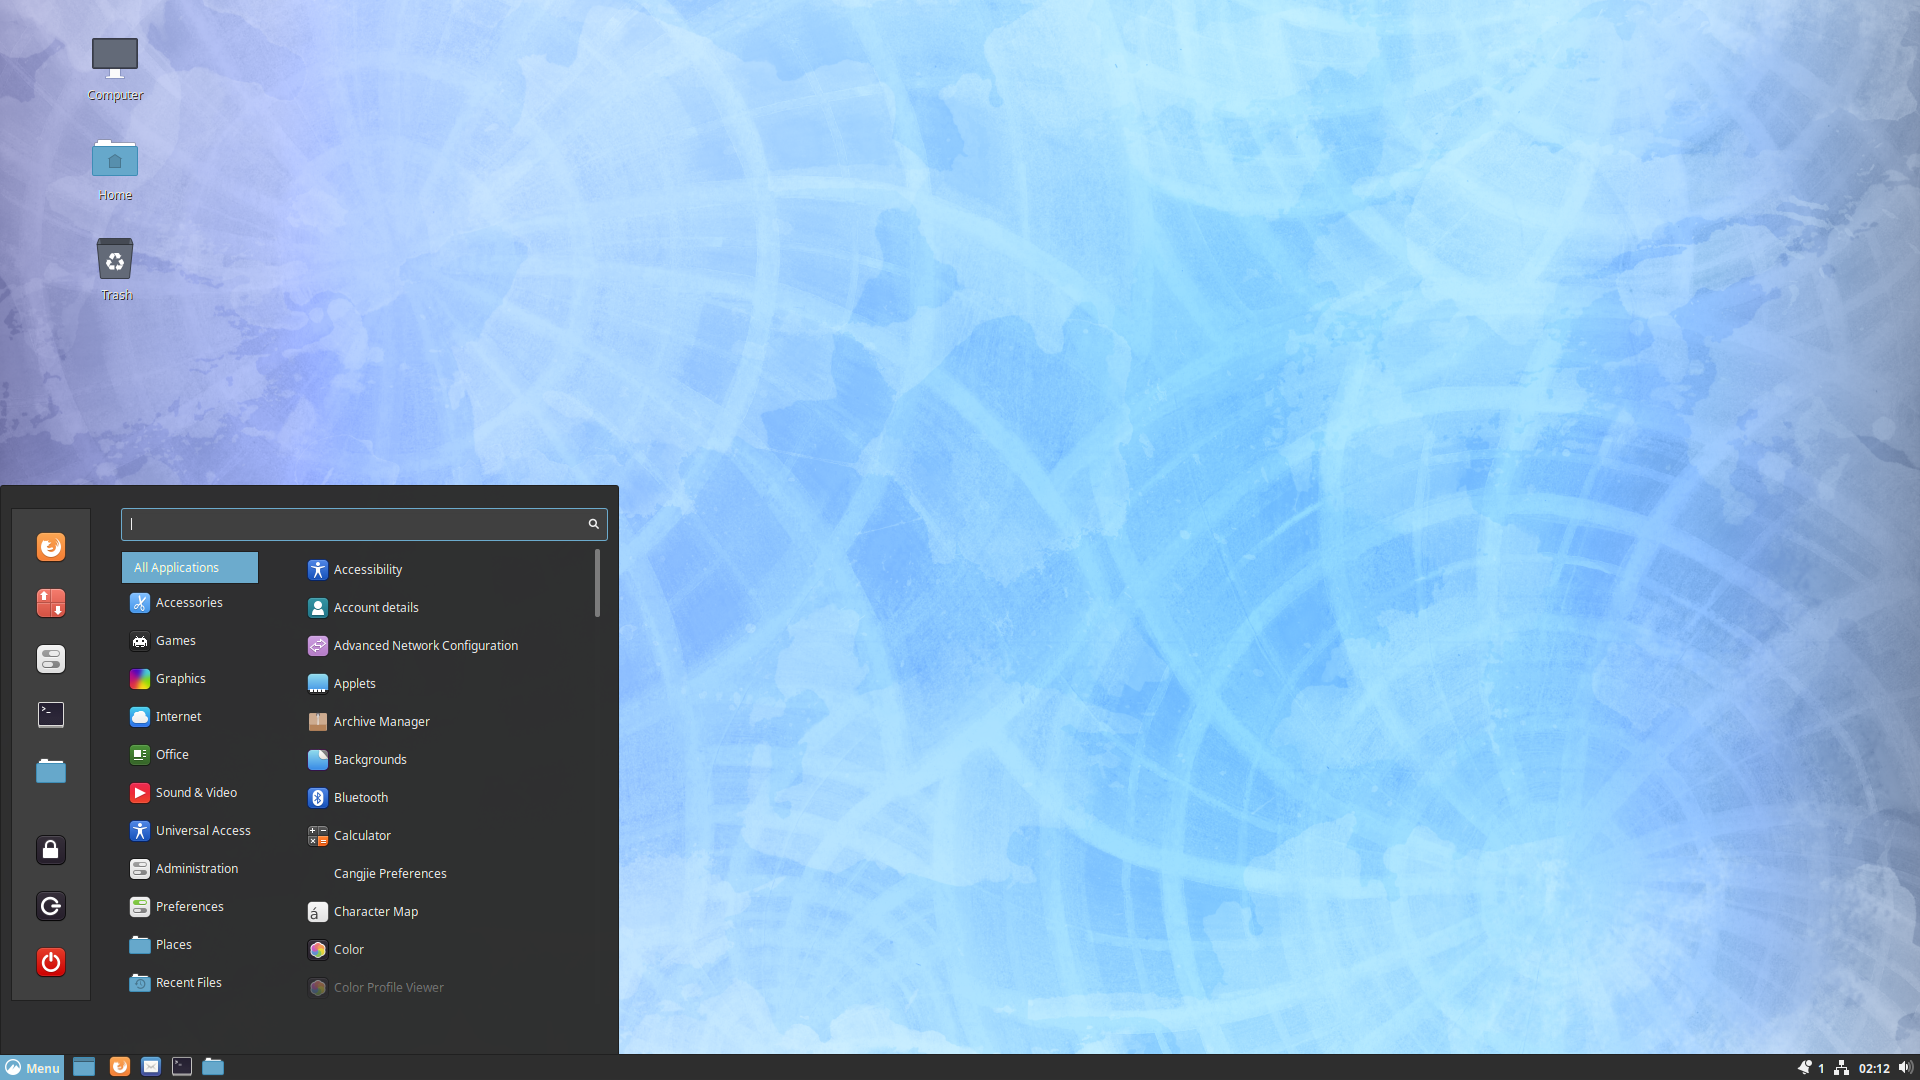 Computer
Home
Trash
All Applications
Accessories
Games
Graphics
Internet
Office
Sound & Video
Universal Access
Administration
Preferences
Places
Recent Files
Accessibility
Account details
Advanced Network Configuration
Applets
Archive Manager
Backgrounds
Bluetooth
Calculator
Cangjie Preferences
Character Map
Color
Color Profile Viewer
Menu
1
02:12